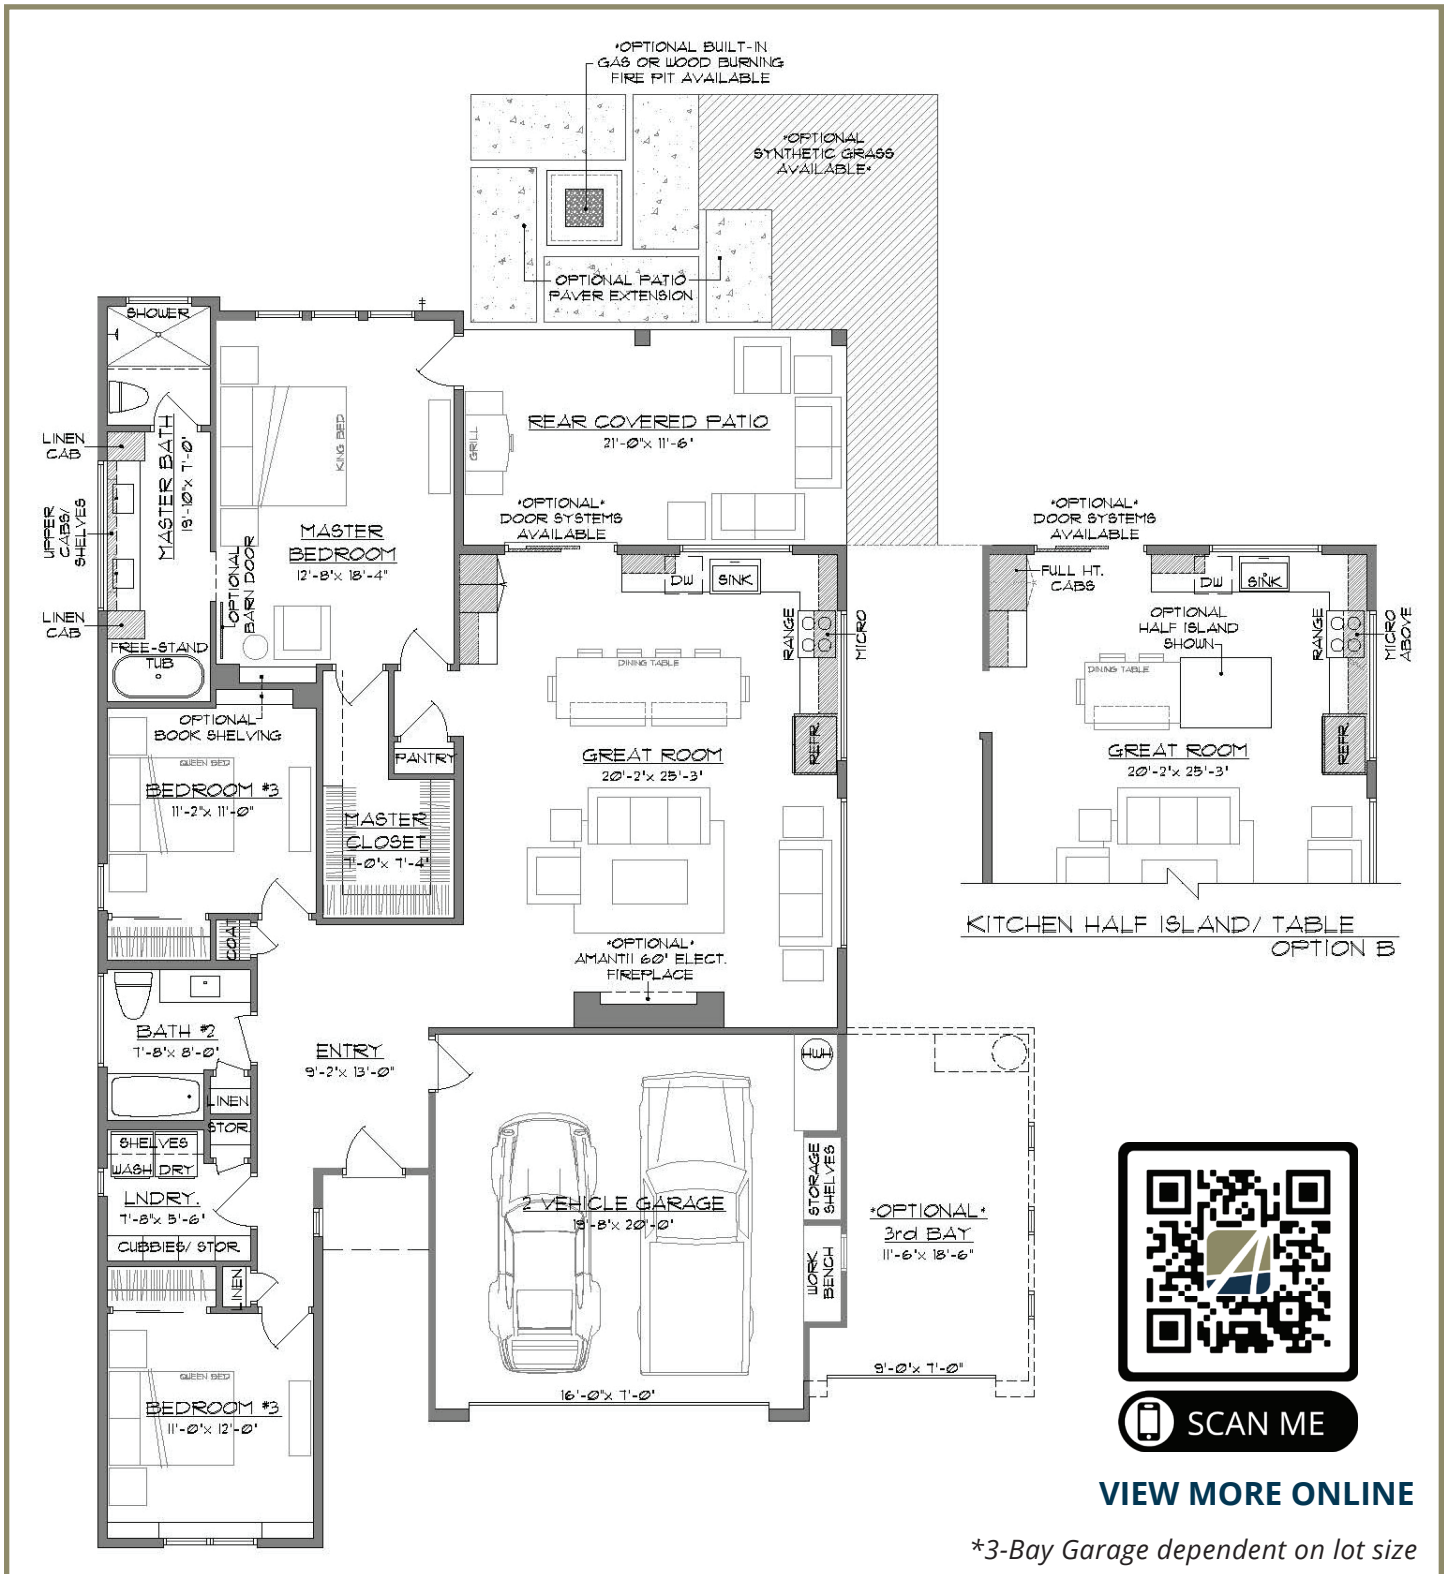 *OPTIONAL BUILT-IN
GAS OR WOOD BURNING
FIRE PIT AVAILABLE
*OPTIONAL
SYNTHETIC GRASS
AVAILABLE*
OPTIONAL PATIO
PAVER EXTENSION
SHOWER
LINEN
CAB
MASTER BATH
19'-10"x 7'-0"
UPPER
CABS/
SHELVES
LINEN
CAB
FREE-STAND
TUB
KING BED
MASTER
BEDROOM
12'-8"x 18'-4"
OPTIONAL
BARN DOOR
GRILL
REAR COVERED PATIO
21'-0"x 11'-6"
*OPTIONAL*
DOOR SYSTEMS
AVAILABLE
DW
SINK
RANGE
MICRO
DINING TABLE
REFR.
GREAT ROOM
20'-2"x 25'-3"
*OPTIONAL*
DOOR SYSTEMS
AVAILABLE
FULL HT.
CABS
DW
SINK
OPTIONAL
HALF ISLAND
SHOWN
RANGE
MICRO
ABOVE
DINING TABLE
REFR.
GREAT ROOM
20'-2"x 25'-3"
KITCHEN HALF ISLAND/ TABLE
OPTION B
OPTIONAL
BOOK SHELVING
QUEEN BED
BEDROOM #3
11'-2"x 11'-0"
PANTRY
MASTER
CLOSET
7'-0"x 7'-4"
COAT
*OPTIONAL*
AMANTII 60" ELECT.
FIREPLACE
BATH #2
7'-8"x 8'-0"
LINEN
ENTRY
9'-2"x 13'-0"
STOR.
SHELVES
WASH
DRY
LNDRY.
7'-8"x 5'-6"
CUBBIES/ STOR.
LINEN
QUEEN BED
BEDROOM #3
11'-0"x 12'-0"
2 VEHICLE GARAGE
19'-8"x 20'-0"
STORAGE
SHELVES
WORK
BENCH
16'-0"x 7'-0"
*OPTIONAL*
3rd BAY
11'-6"x 18'-6"
9'-0"x 7'-0"
SCAN ME
VIEW MORE ONLINE
*3-Bay Garage dependent on lot size